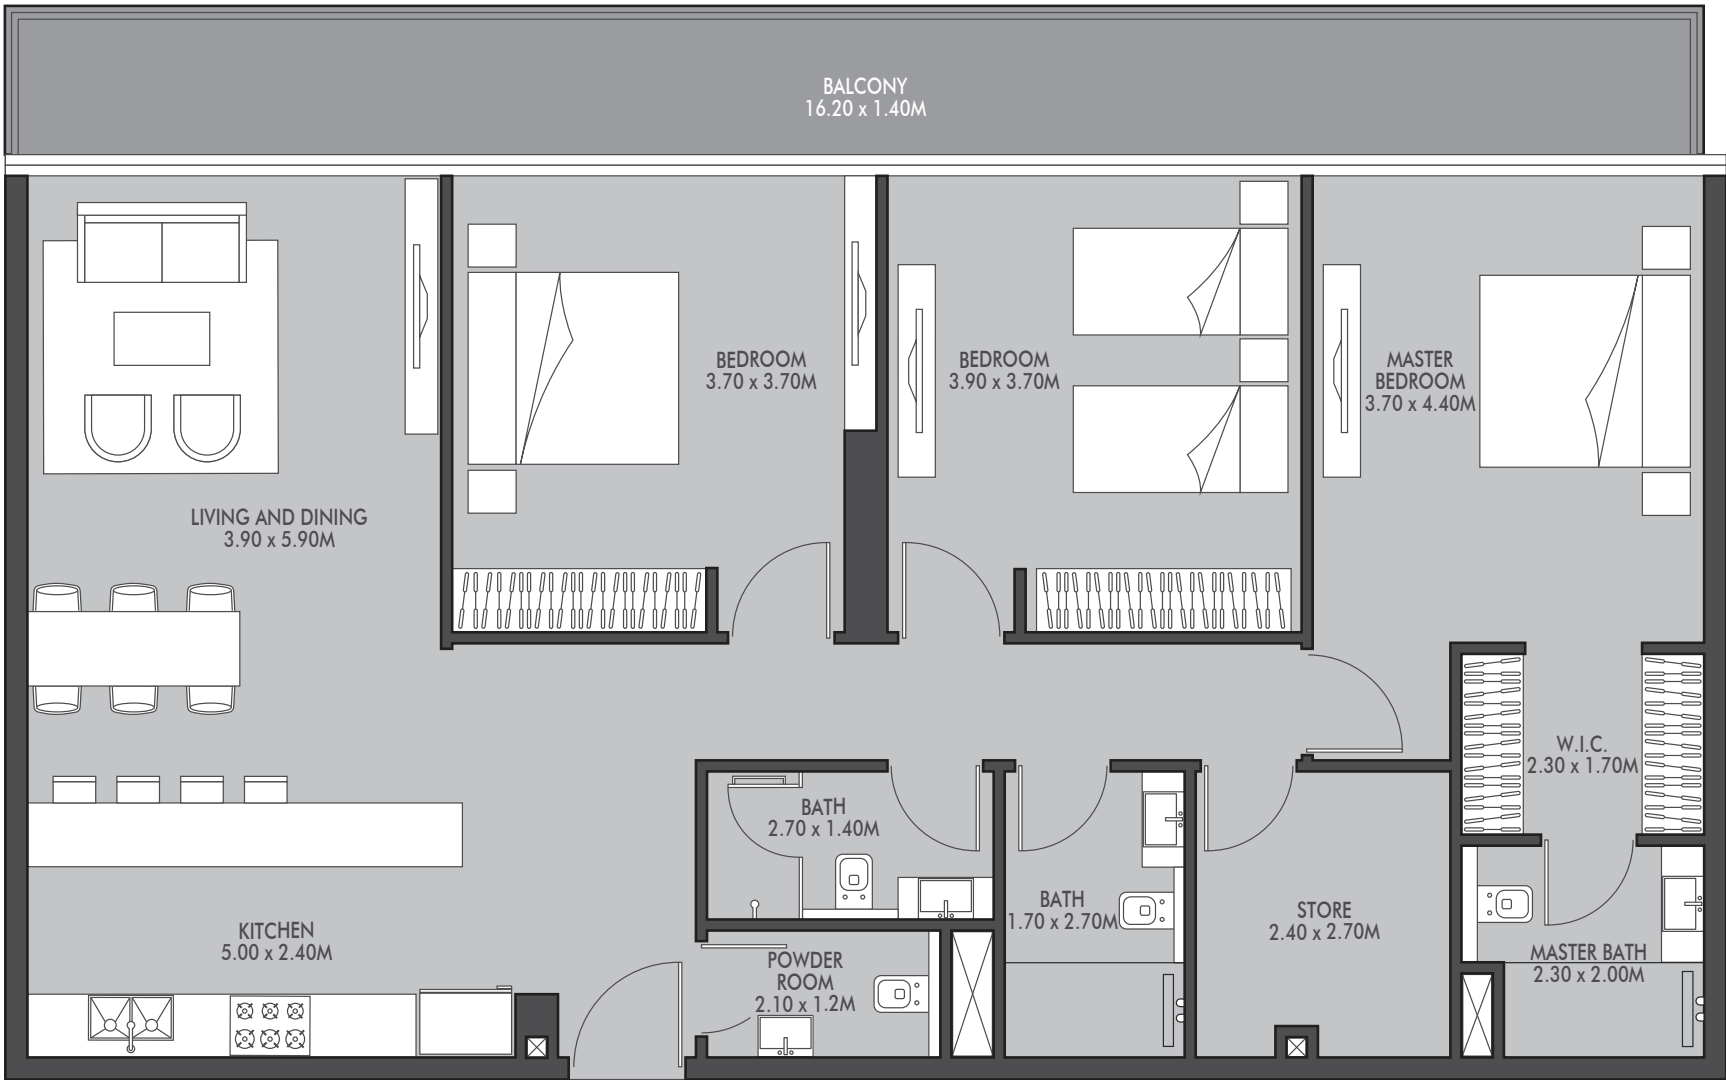 BALCONY
16.20 x 1.40M
BEDROOM
3.70 x 3.70M
BEDROOM
3.90 x 3.70M
MASTER
BEDROOM
3.70 x 4.40M
LIVING AND DINING
3.90 x 5.90M
W.I.C.
2.30 x 1.70M
BATH
2.70 x 1.40M
BATH
1.70 x 2.70M
STORE
2.40 x 2.70M
KITCHEN
5.00 x 2.40M
POWDER
ROOM
2.10 x 1.2M
MASTER BATH
2.30 x 2.00M